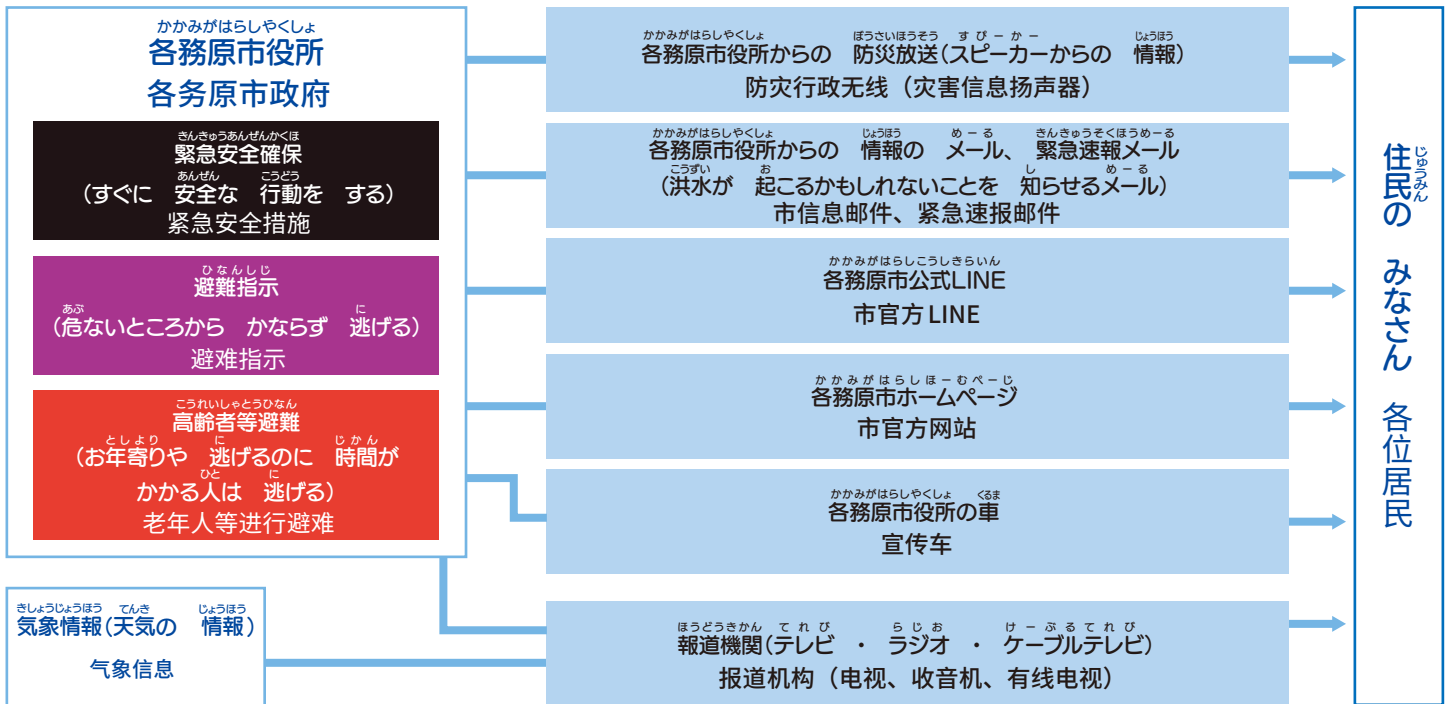 かかみがはらしやくしょ
各務原市役所
各务原市政府
きんきゅうあんぜんかくほ
緊急安全確保
あんぜん こうどう
(すぐに 安全な 行動を する)
紧急安全措施
ひなんしじ
避難指示
あぶ に
(危ないところから かならず 逃げる)
避难指示
こうれいしゃとうひなん
高齢者等避難
としより に じかん
(お年寄りや 逃げるのに 時間が
ひと に
かかる人は 逃げる)
老年人等进行避难
きしょうじょうほう てんき じょうほう
気象情報(天気の 情報)
气象信息
かかみがはらしやくしょ ぼうさいほうそう すぴーかー じょうほう
各務原市役所からの 防災放送(スピーカーからの 情報)
防灾行政无线（灾害信息扬声器）
かかみがはらしやくしょ じょうほう めーる きんきゅうそくほうめーる
各務原市役所からの 情報の メール、 緊急速報メール
こうずい お し めーる
(洪水が 起こるかもしれないことを 知らせるメール)
市信息邮件、紧急速报邮件
かかみがはらしこうしきらいん
各務原市公式LINE
市官方 LINE
かかみがはらしほーむぺーじ
各務原市ホームページ
市官方网站
かかみがはらしやくしょ くるま
各務原市役所の車
宣传车
ほうどうきかん てれび らじお けーぶるてれび
報道機関(テレビ ・ ラジオ ・ ケーブルテレビ)
报道机构（电视、收音机、有线电视）
じゅうみん
住民の みなさん 各位居民